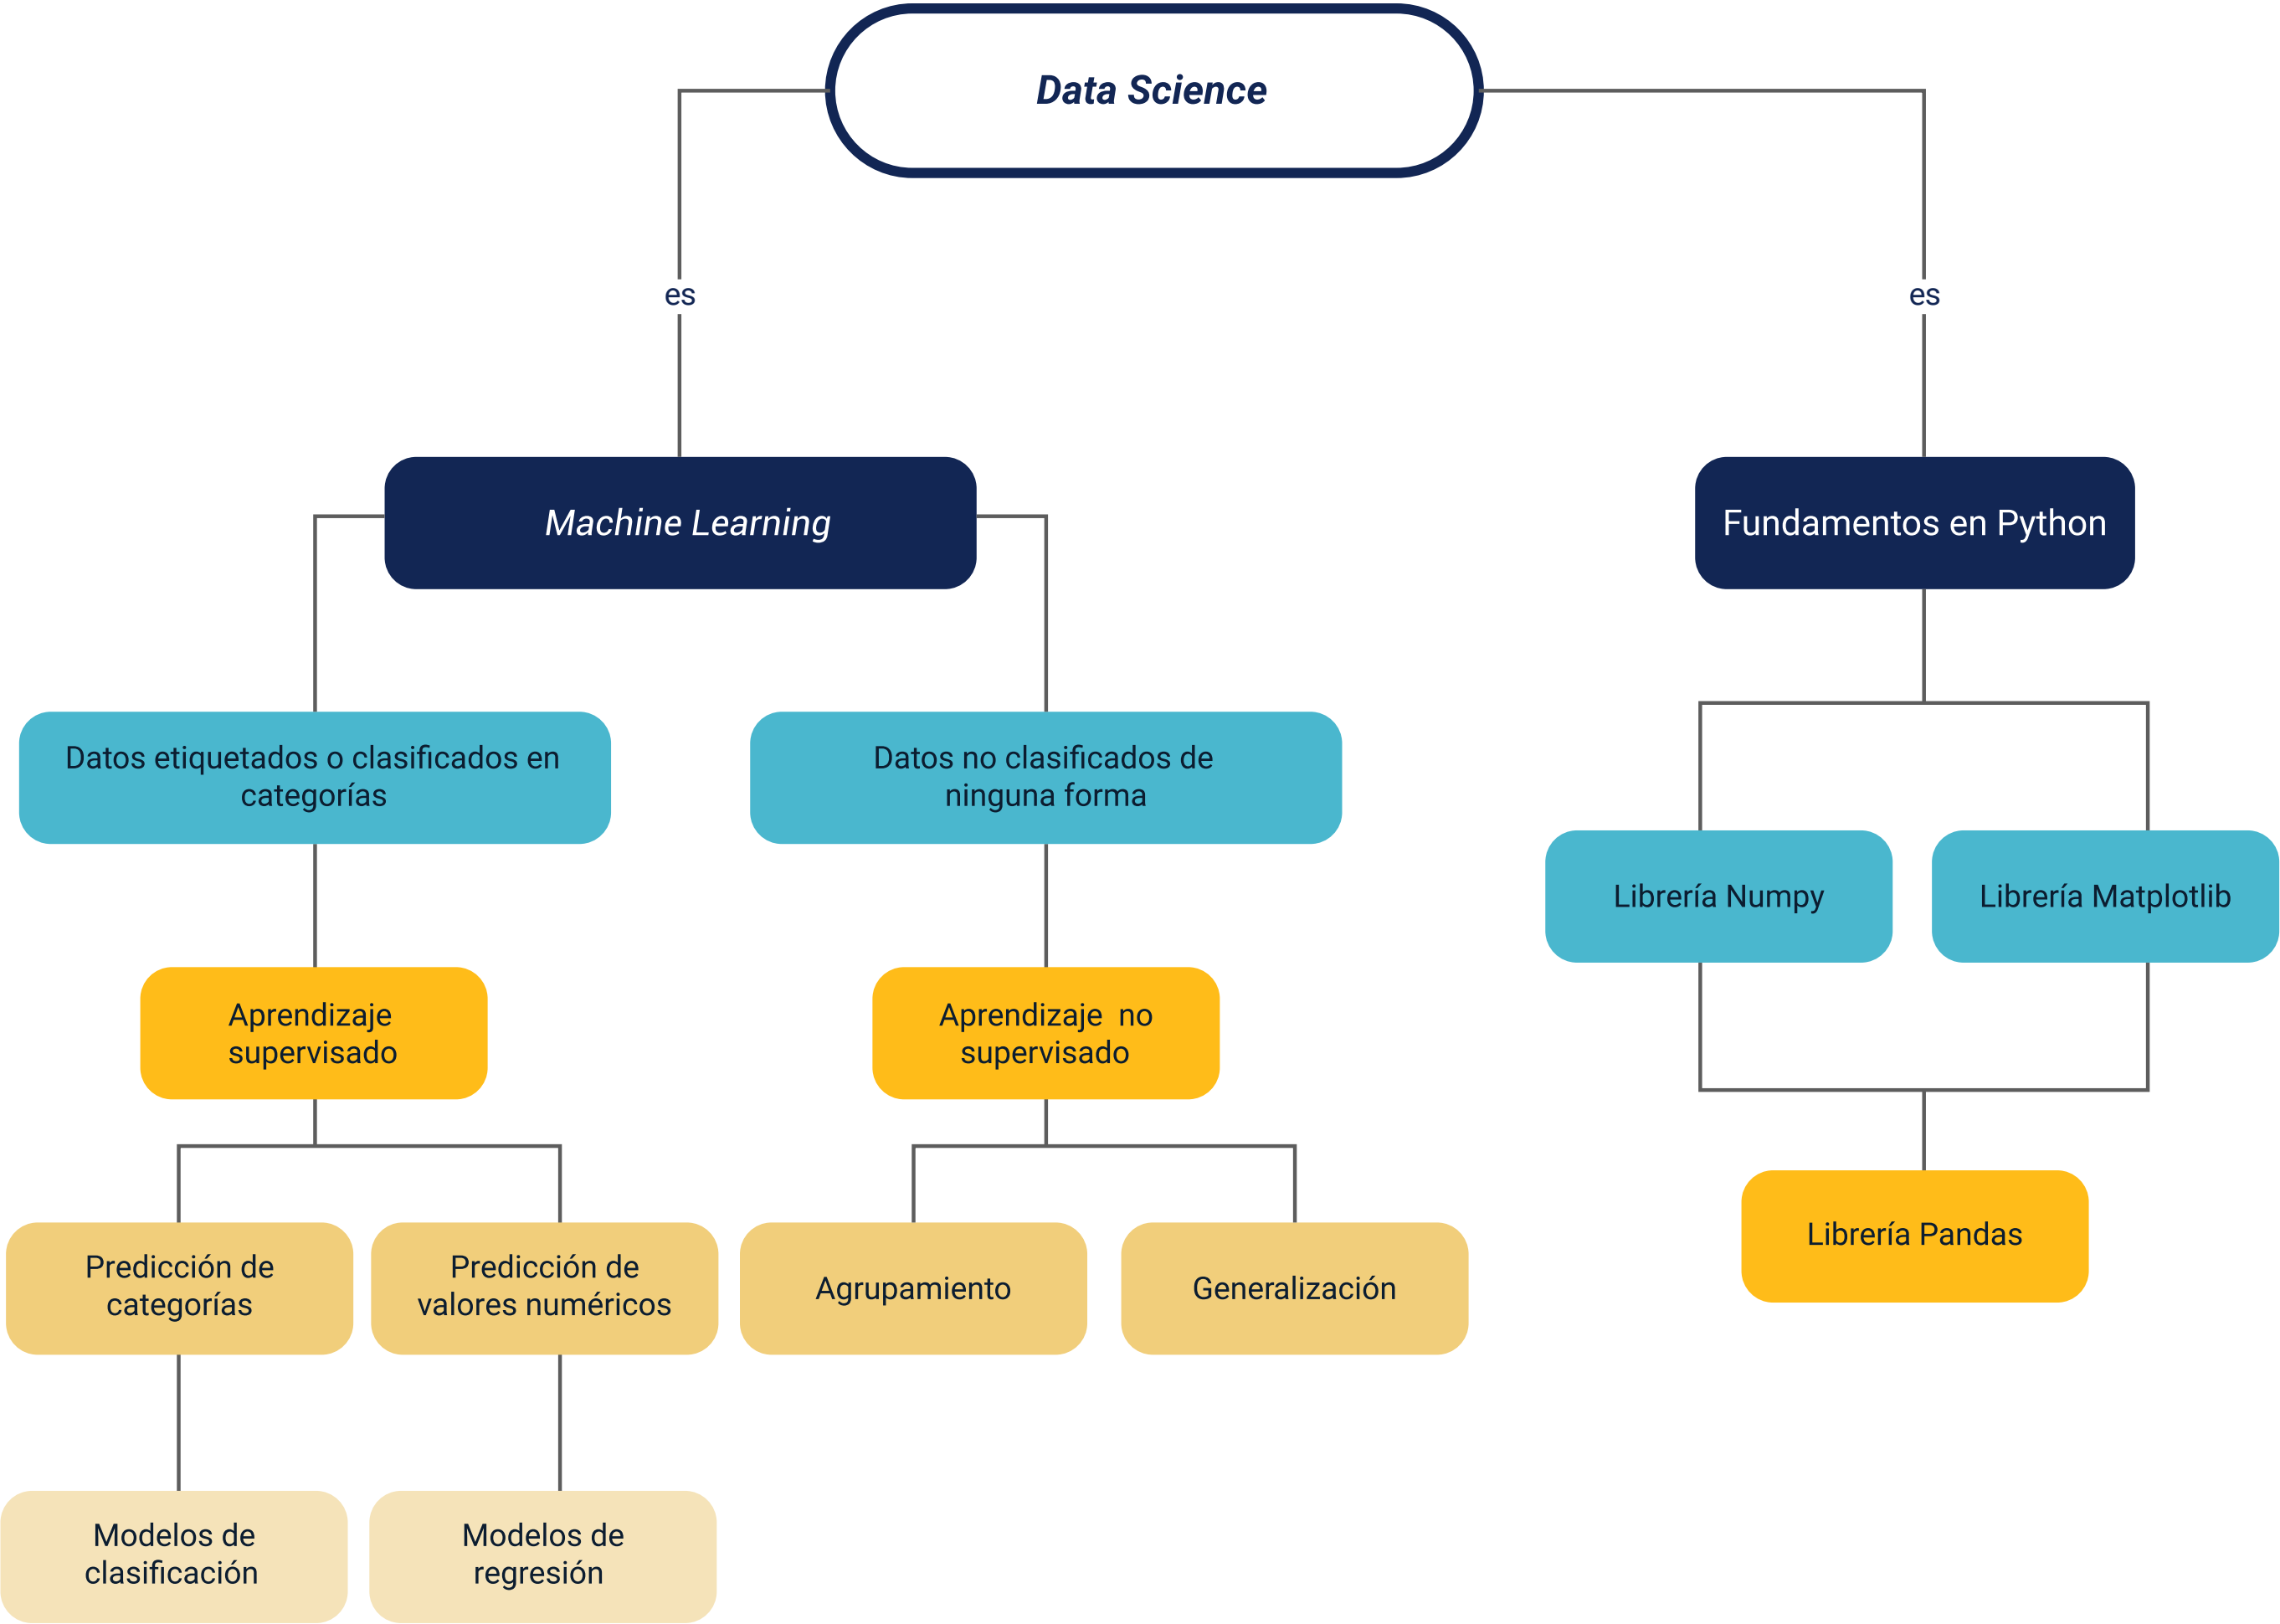 Data Science
es
es
Machine Learning
Fundamentos en Python
Datos etiquetados o clasificados en
categorías
Datos no clasificados de
ninguna forma
Librería Numpy
Librería Matplotlib
Aprendizaje
supervisado
Aprendizaje  no
supervisado
Librería Pandas
Predicción de
categorías
Predicción de
valores numéricos
Agrupamiento
Generalización
Modelos de
clasificación
Modelos de
regresión